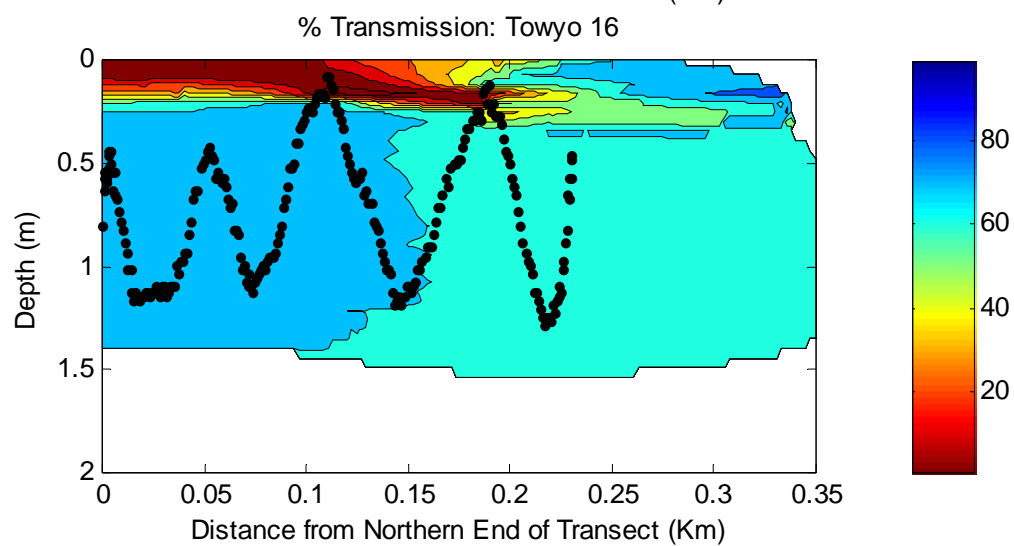 % Transmission: Towyo 16
0
0.5
1
1.5
2
Depth (m)
0 0.05 0.1 0.15 0.2 0.25 0.3 0.35
Distance from Northern End of Transect (Km)
80
60
40
20